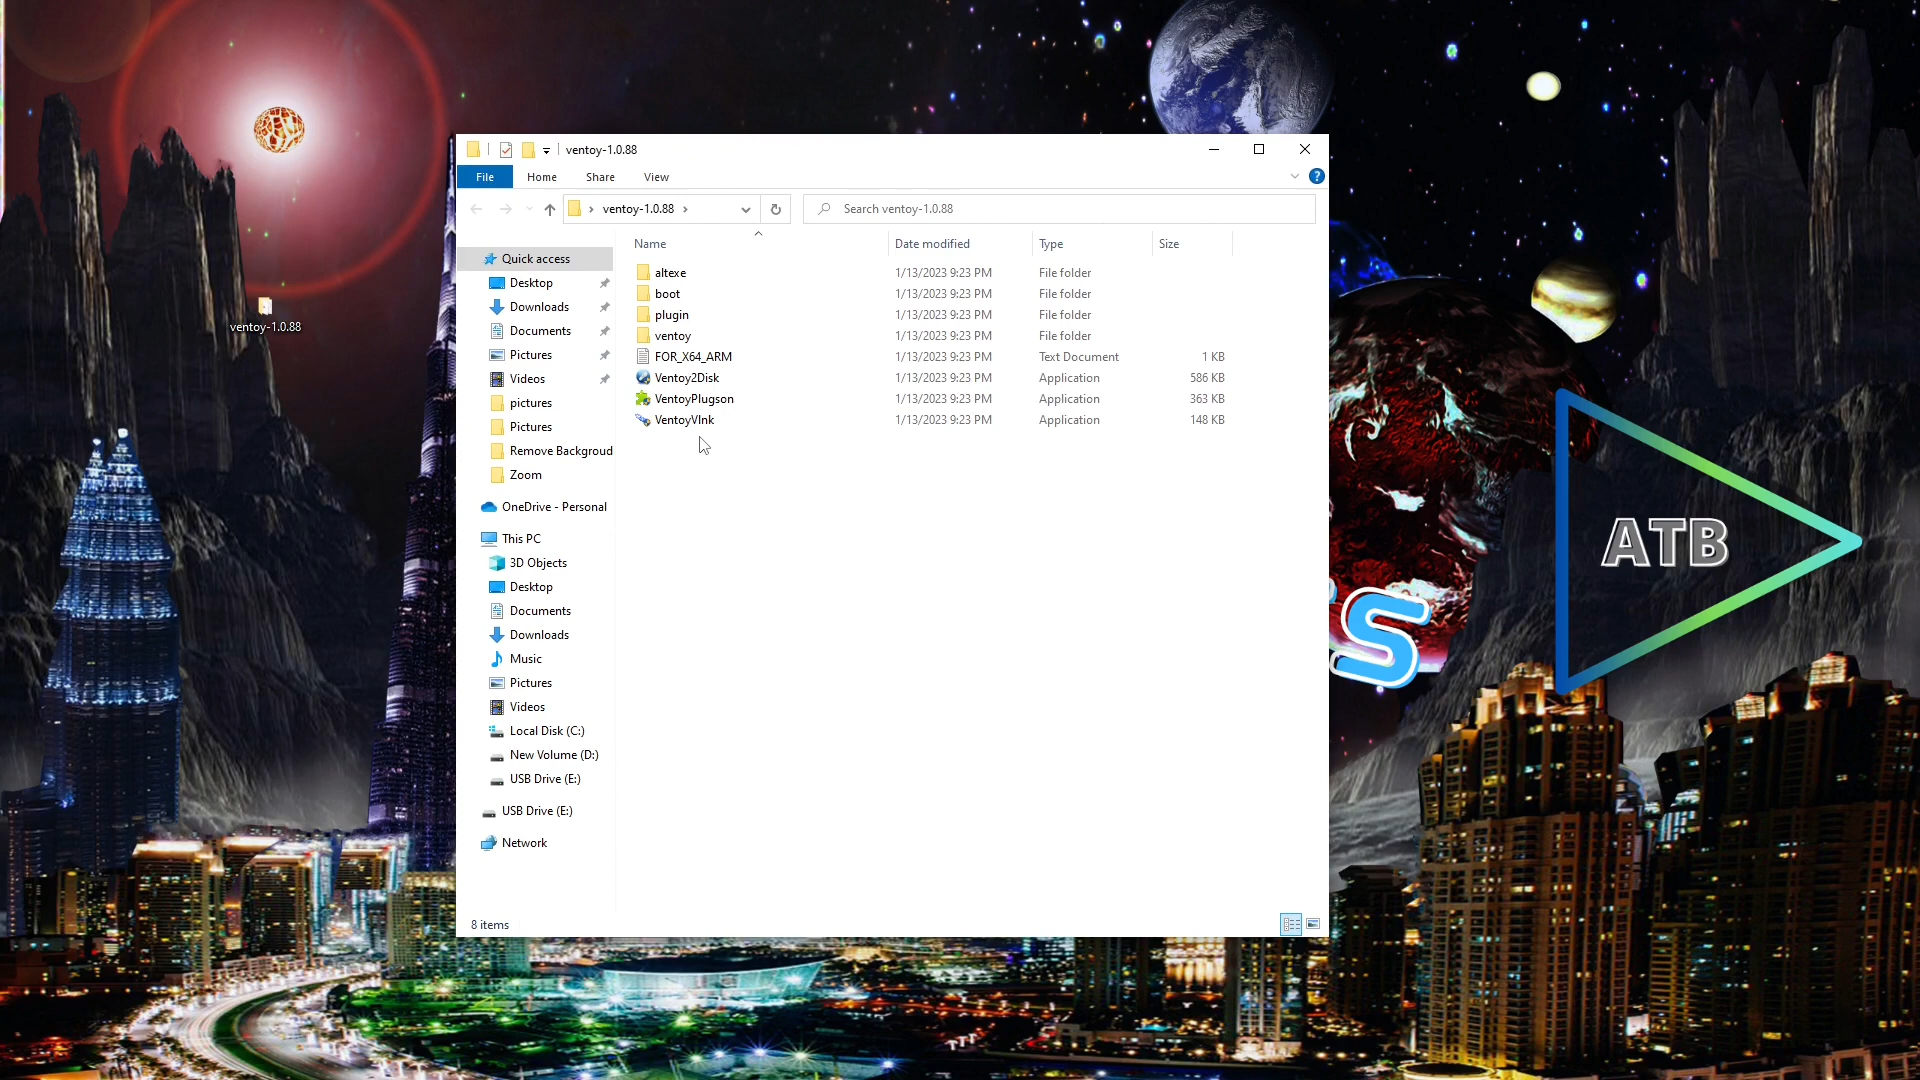 ventoy-1.0.88
File Home Share View
ventoy-1.0.88
Search ventoy-1.0.88
Name Date modified Type Size
Quick access
Desktop
Downloads
Documents
Pictures
Videos
pictures
Pictures
Remove Backgroud
Zoom
OneDrive - Personal
This PC
3D Objects
Desktop
Documents
Downloads
Music
Pictures
Videos
Local Disk (C:)
New Volume (D:)
USB Drive (E:)
USB Drive (E:)
Network
altexe 1/13/2023 9:23 PM File folder
boot 1/13/2023 9:23 PM File folder
plugin 1/13/2023 9:23 PM File folder
ventoy 1/13/2023 9:23 PM File folder
FOR_X64_ARM 1/13/2023 9:23 PM Text Document 1 KB
Ventoy2Disk 1/13/2023 9:23 PM Application 586 KB
VentoyPlugson 1/13/2023 9:23 PM Application 363 KB
VentoyVlnk 1/13/2023 9:23 PM Application 148 KB
8 items
ventoy-1.0.88
ATB
's